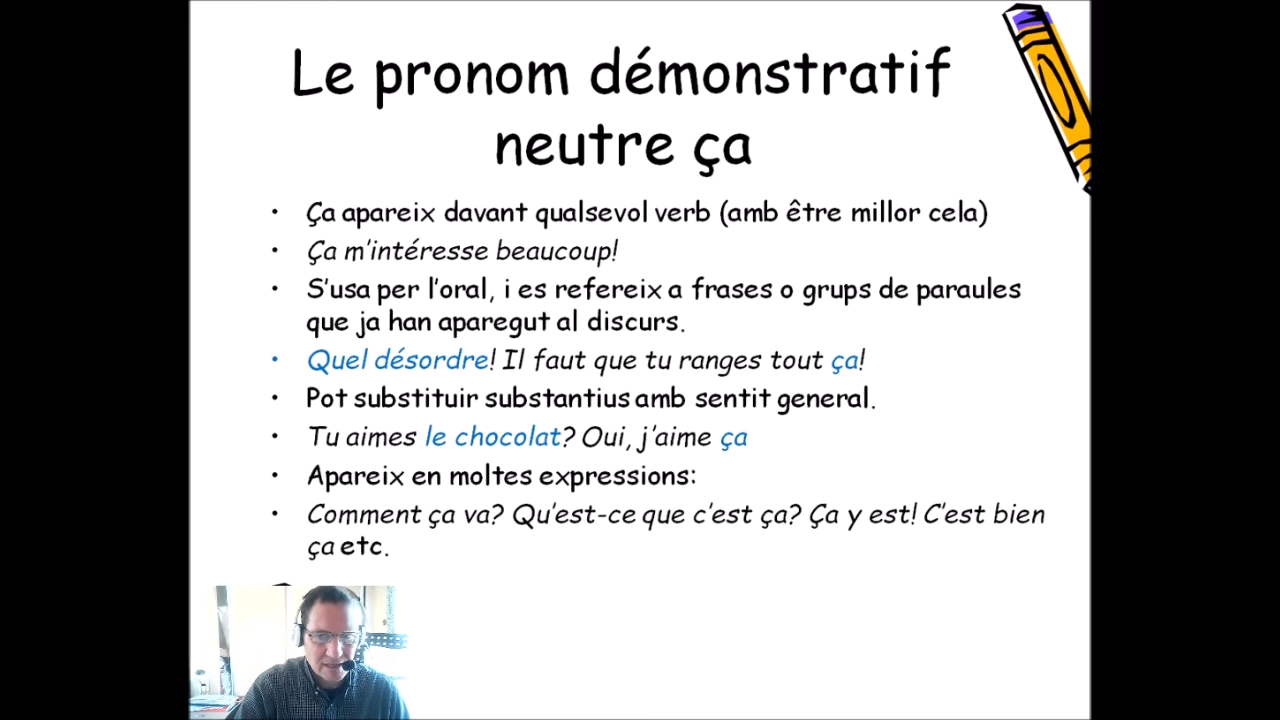 Le pronom démonstratif
neutre ça
• Ça apareix davant qualsevol verb (amb être millor cela)
• Ça m'intéresse beaucoup!
• S'usa per l'oral, i es refereix a frases o grups de paraules
que ja han aparegut al discurs.
• Quel désordre! Il faut que tu ranges tout ça!
• Pot substituir substantius amb sentit general.
• Tu aimes le chocolat? Oui, j'aime ça
• Apareix en moltes expressions:
• Comment ça va? Qu'est-ce que c'est ça? Ça y est! C'est bien
ça etc.